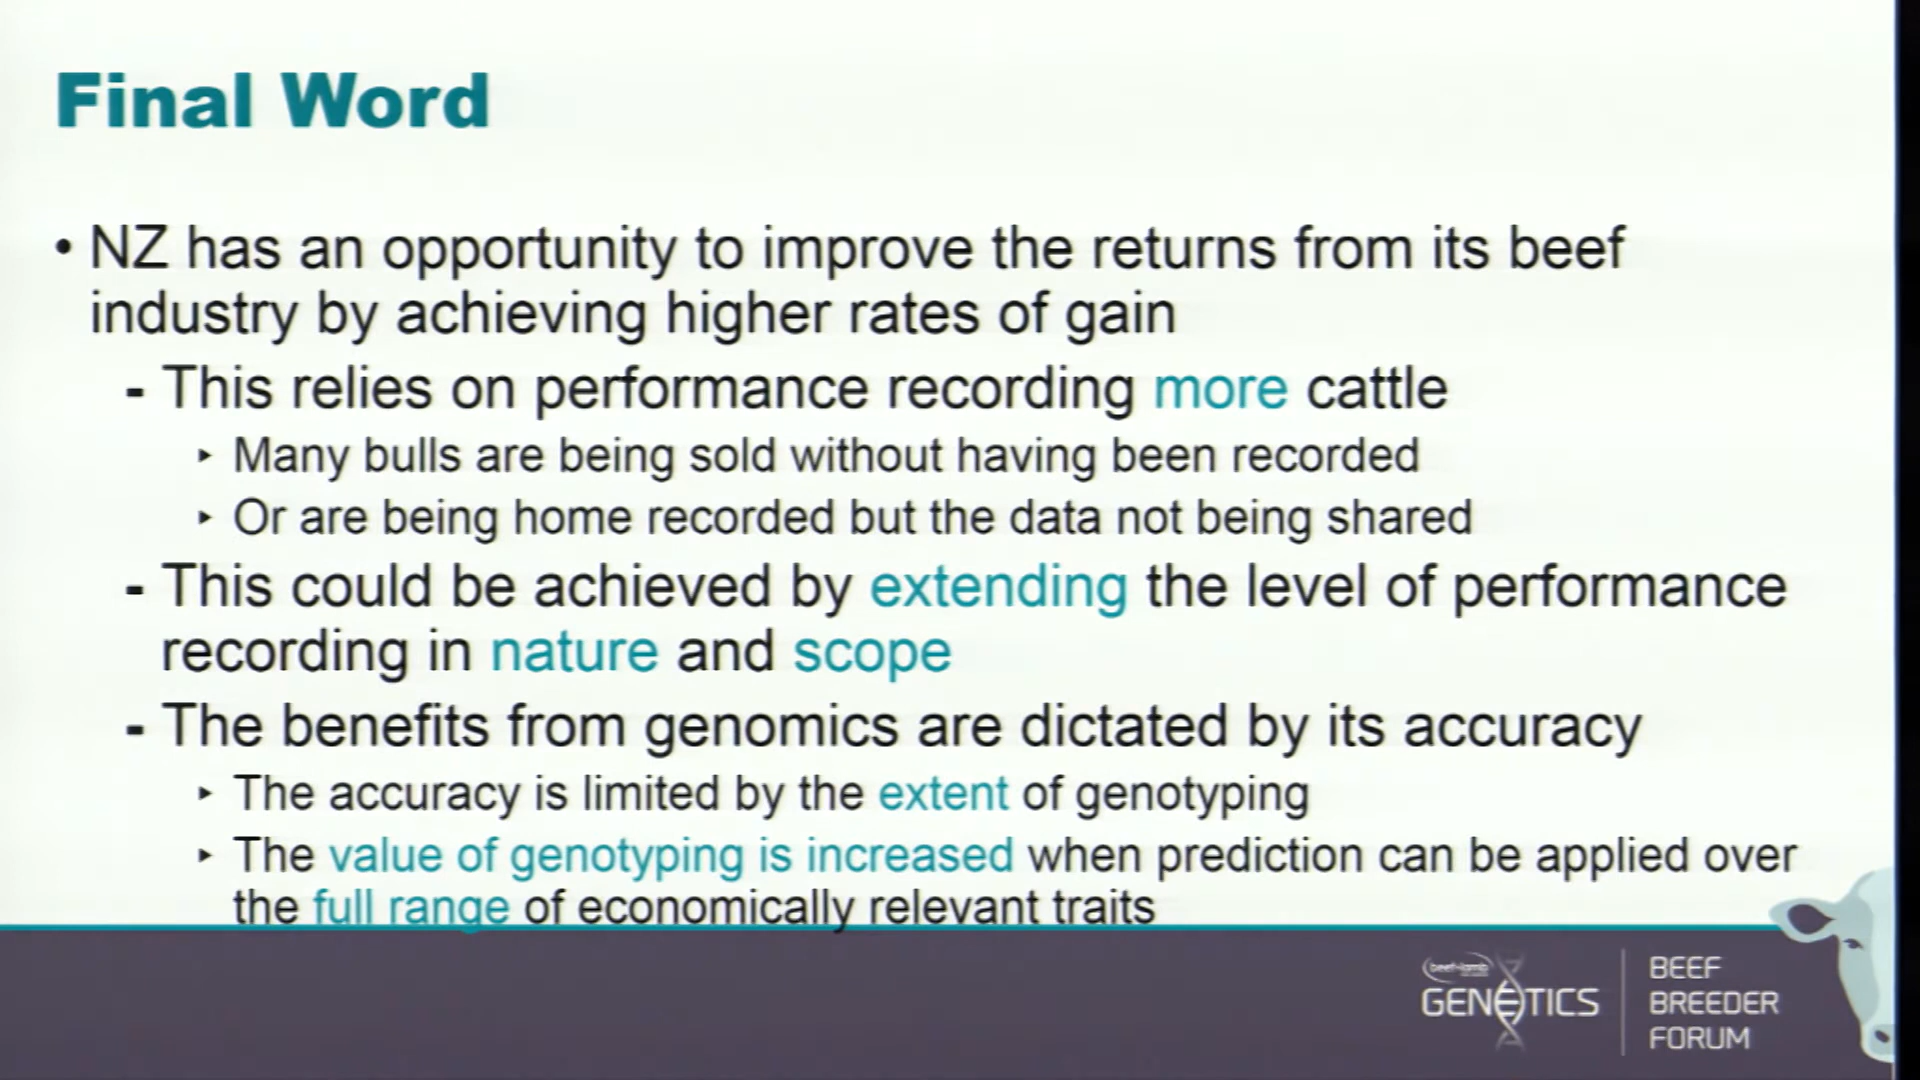 Final Word
• NZ has an opportunity to improve the returns from its beef
industry by achieving higher rates of gain
- This relies on performance recording more cattle
‣ Many bulls are being sold without having been recorded
‣ Or are being home recorded but the data not being shared
- This could be achieved by extending the level of performance
recording in nature and scope
- The benefits from genomics are dictated by its accuracy
‣ The accuracy is limited by the extent of genotyping
‣ The value of genotyping is increased when prediction can be applied over
the full range of economically relevant traits
beef+lamb
GENETICS
BEEF
BREEDER
FORUM